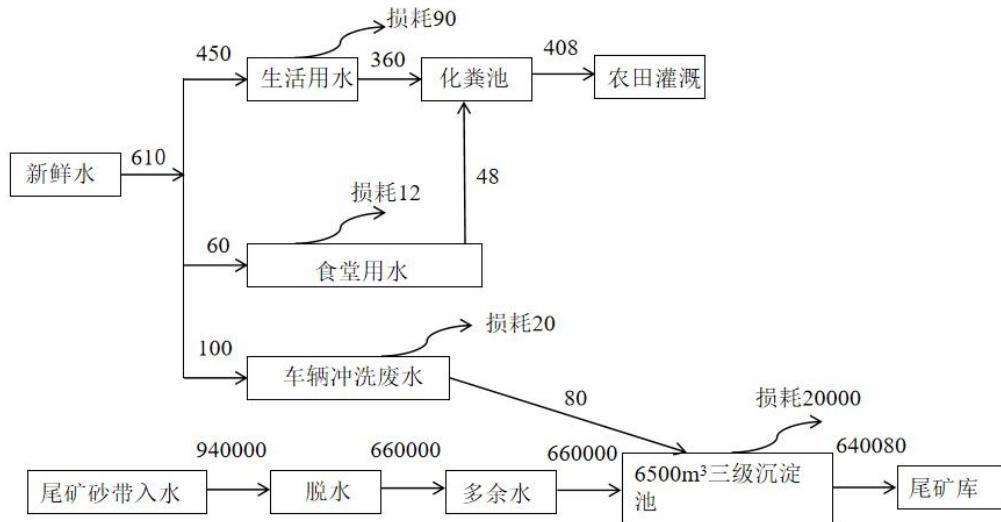 损耗90
450
生活用水
360
化粪池
408
农田灌溉
新鲜水
610
48
损耗12
60
食堂用水
损耗20
100
车辆冲洗废水
80
损耗20000
940000
660000
660000
640080
尾矿砂带入水
脱水
多余水
6500m³三级沉淀
池
尾矿库